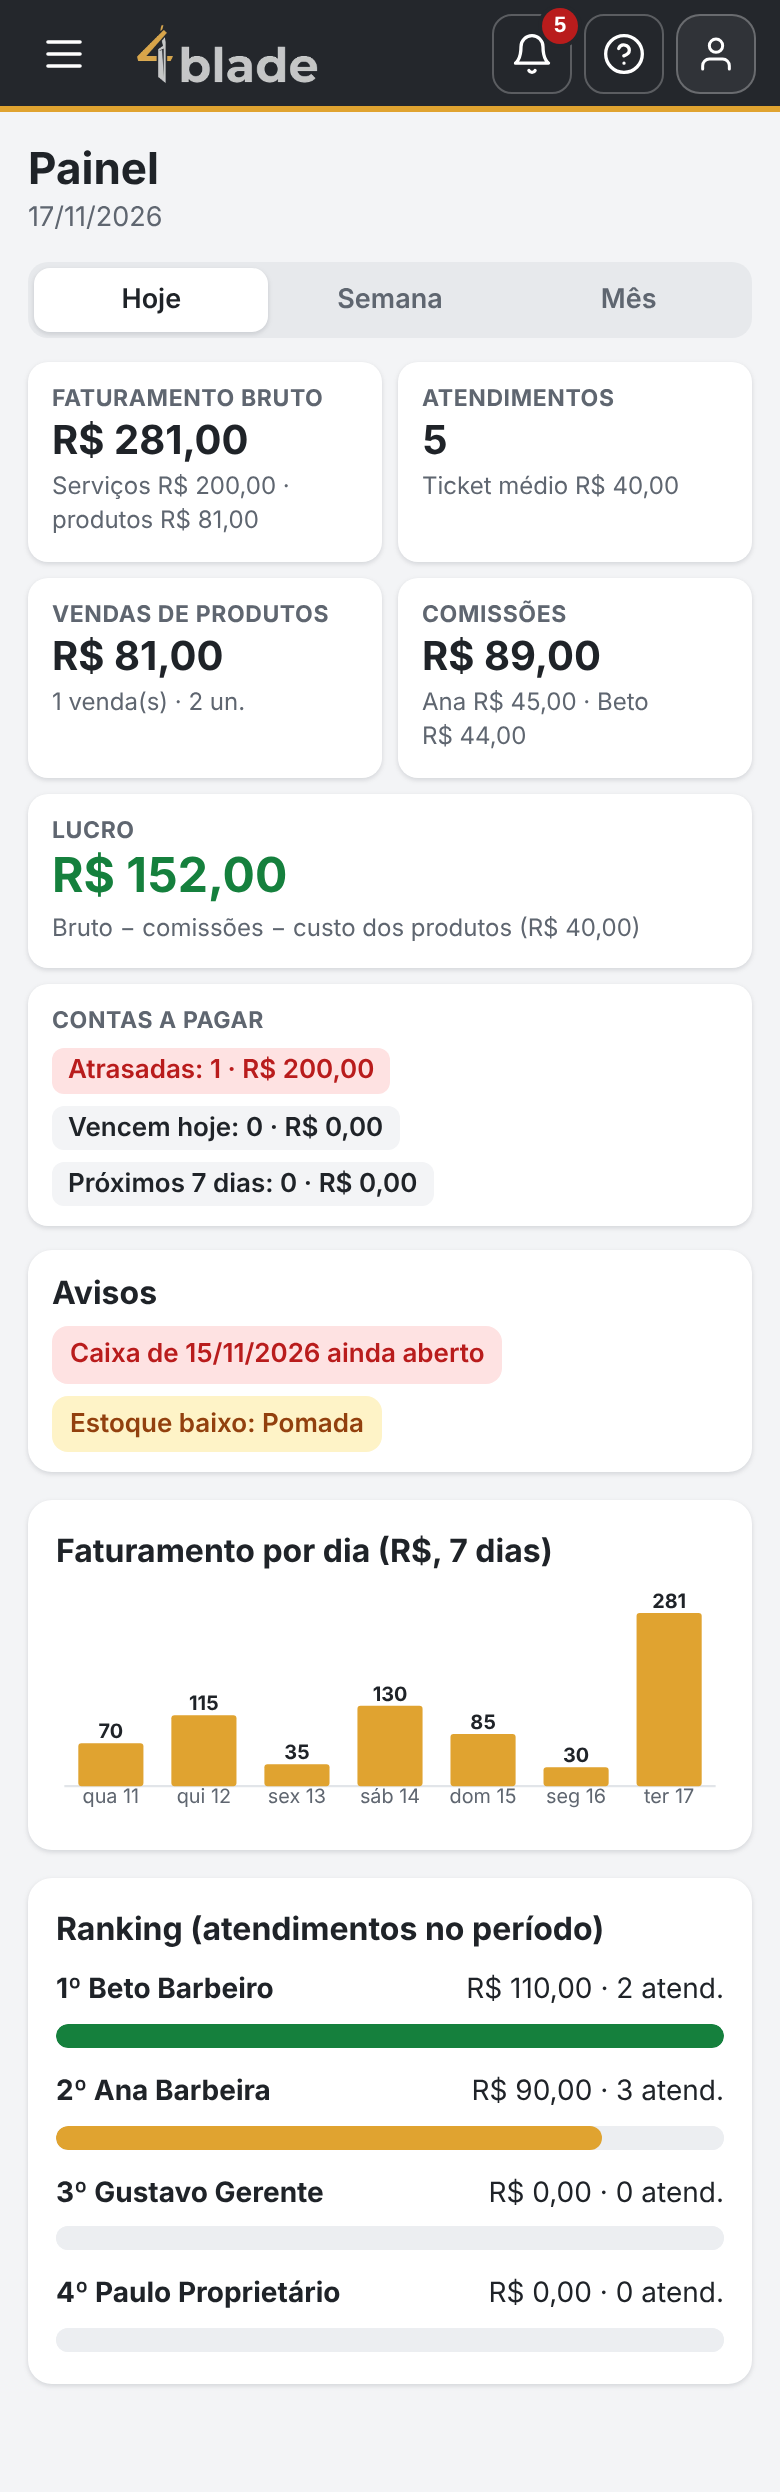 4blade
5
Painel
17/11/2026
Hoje
Semana
Mês
FATURAMENTO BRUTO
R$ 281,00
Serviços R$ 200,00 ·
produtos R$ 81,00
ATENDIMENTOS
5
Ticket médio R$ 40,00
VENDAS DE PRODUTOS
R$ 81,00
1 venda(s) · 2 un.
COMISSÕES
R$ 89,00
Ana R$ 45,00 · Beto
R$ 44,00
LUCRO
R$ 152,00
Bruto – comissões – custo dos produtos (R$ 40,00)
CONTAS A PAGAR
Atrasadas: 1 · R$ 200,00
Vencem hoje: 0 · R$ 0,00
Próximos 7 dias: 0 · R$ 0,00
Avisos
Caixa de 15/11/2026 ainda aberto
Estoque baixo: Pomada
Faturamento por dia (R$, 7 dias)
70
115
35
130
85
30
281
qua 11
qui 12
sex 13
sáb 14
dom 15
seg 16
ter 17
Ranking (atendimentos no período)
1º Beto Barbeiro
R$ 110,00 · 2 atend.
2º Ana Barbeira
R$ 90,00 · 3 atend.
3º Gustavo Gerente
R$ 0,00 · 0 atend.
4º Paulo Proprietário
R$ 0,00 · 0 atend.